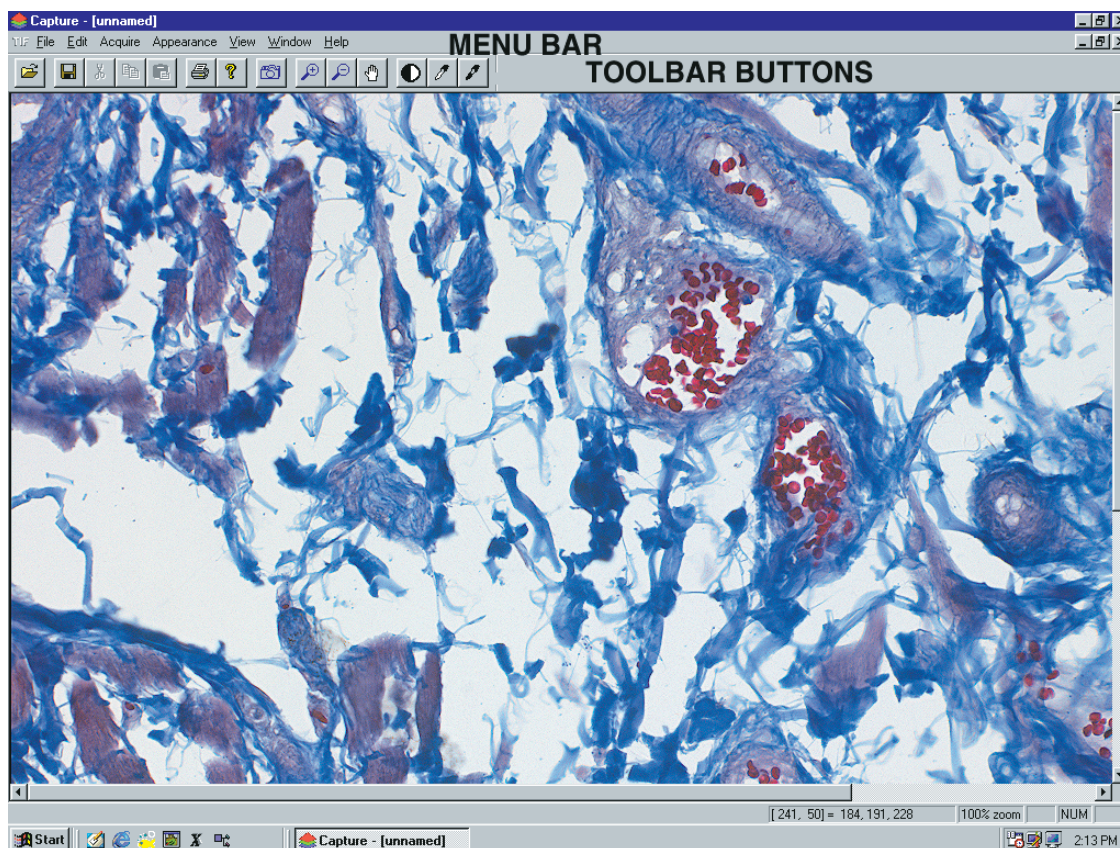 Capture - [unnamed]
TIF File Edit Acquire Appearance View Window Help
MENU BAR
TOOLBAR BUTTONS
[ 241, 50] = 184, 191, 228 100% zoom NUM
Start Capture - [unnamed] 2:13 PM